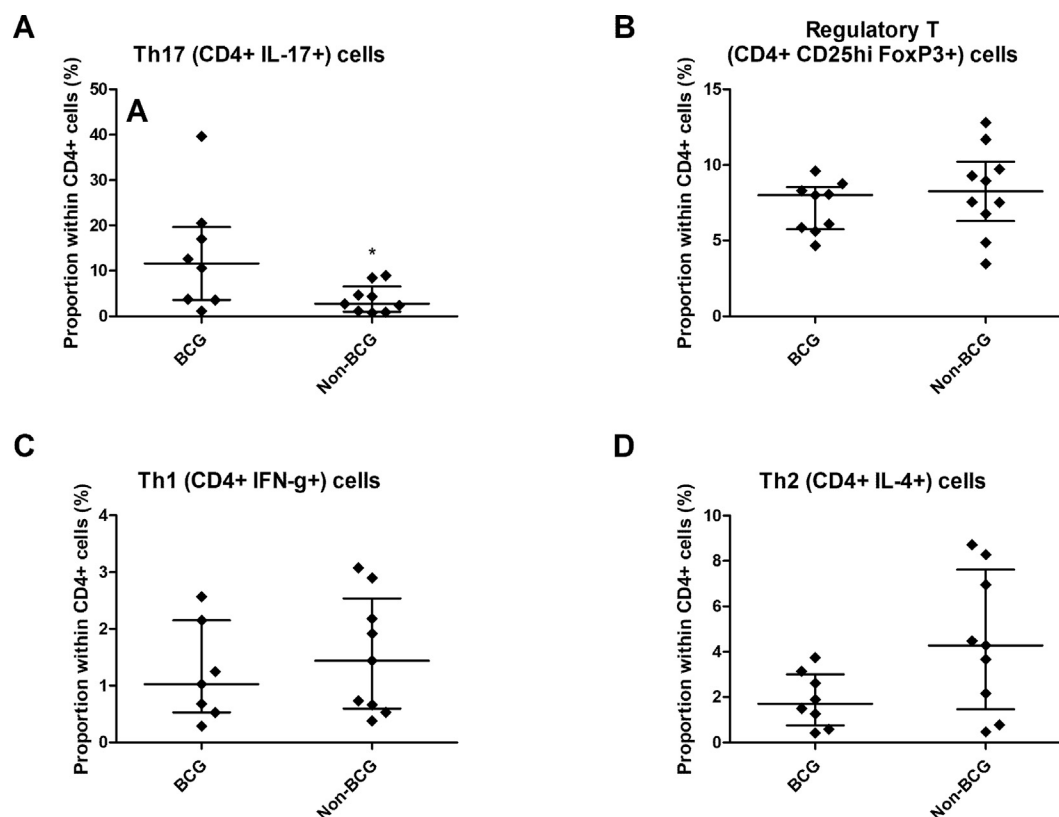 A
Th17 (CD4+ IL-17+) cells
Proportion within CD4+ cells (%)
50
40
30
20
10
0
A
*
BCG
Non-BCG
B
Regulatory T
(CD4+ CD25hi FoxP3+) cells
Proportion within CD4+ cells (%)
15
10
5
0
BCG
Non-BCG
C
Th1 (CD4+ IFN-g+) cells
Proportion within CD4+ cells (%)
4
3
2
1
0
BCG
Non-BCG
D
Th2 (CD4+ IL-4+) cells
Proportion within CD4+ cells (%)
10
8
6
4
2
0
BCG
Non-BCG